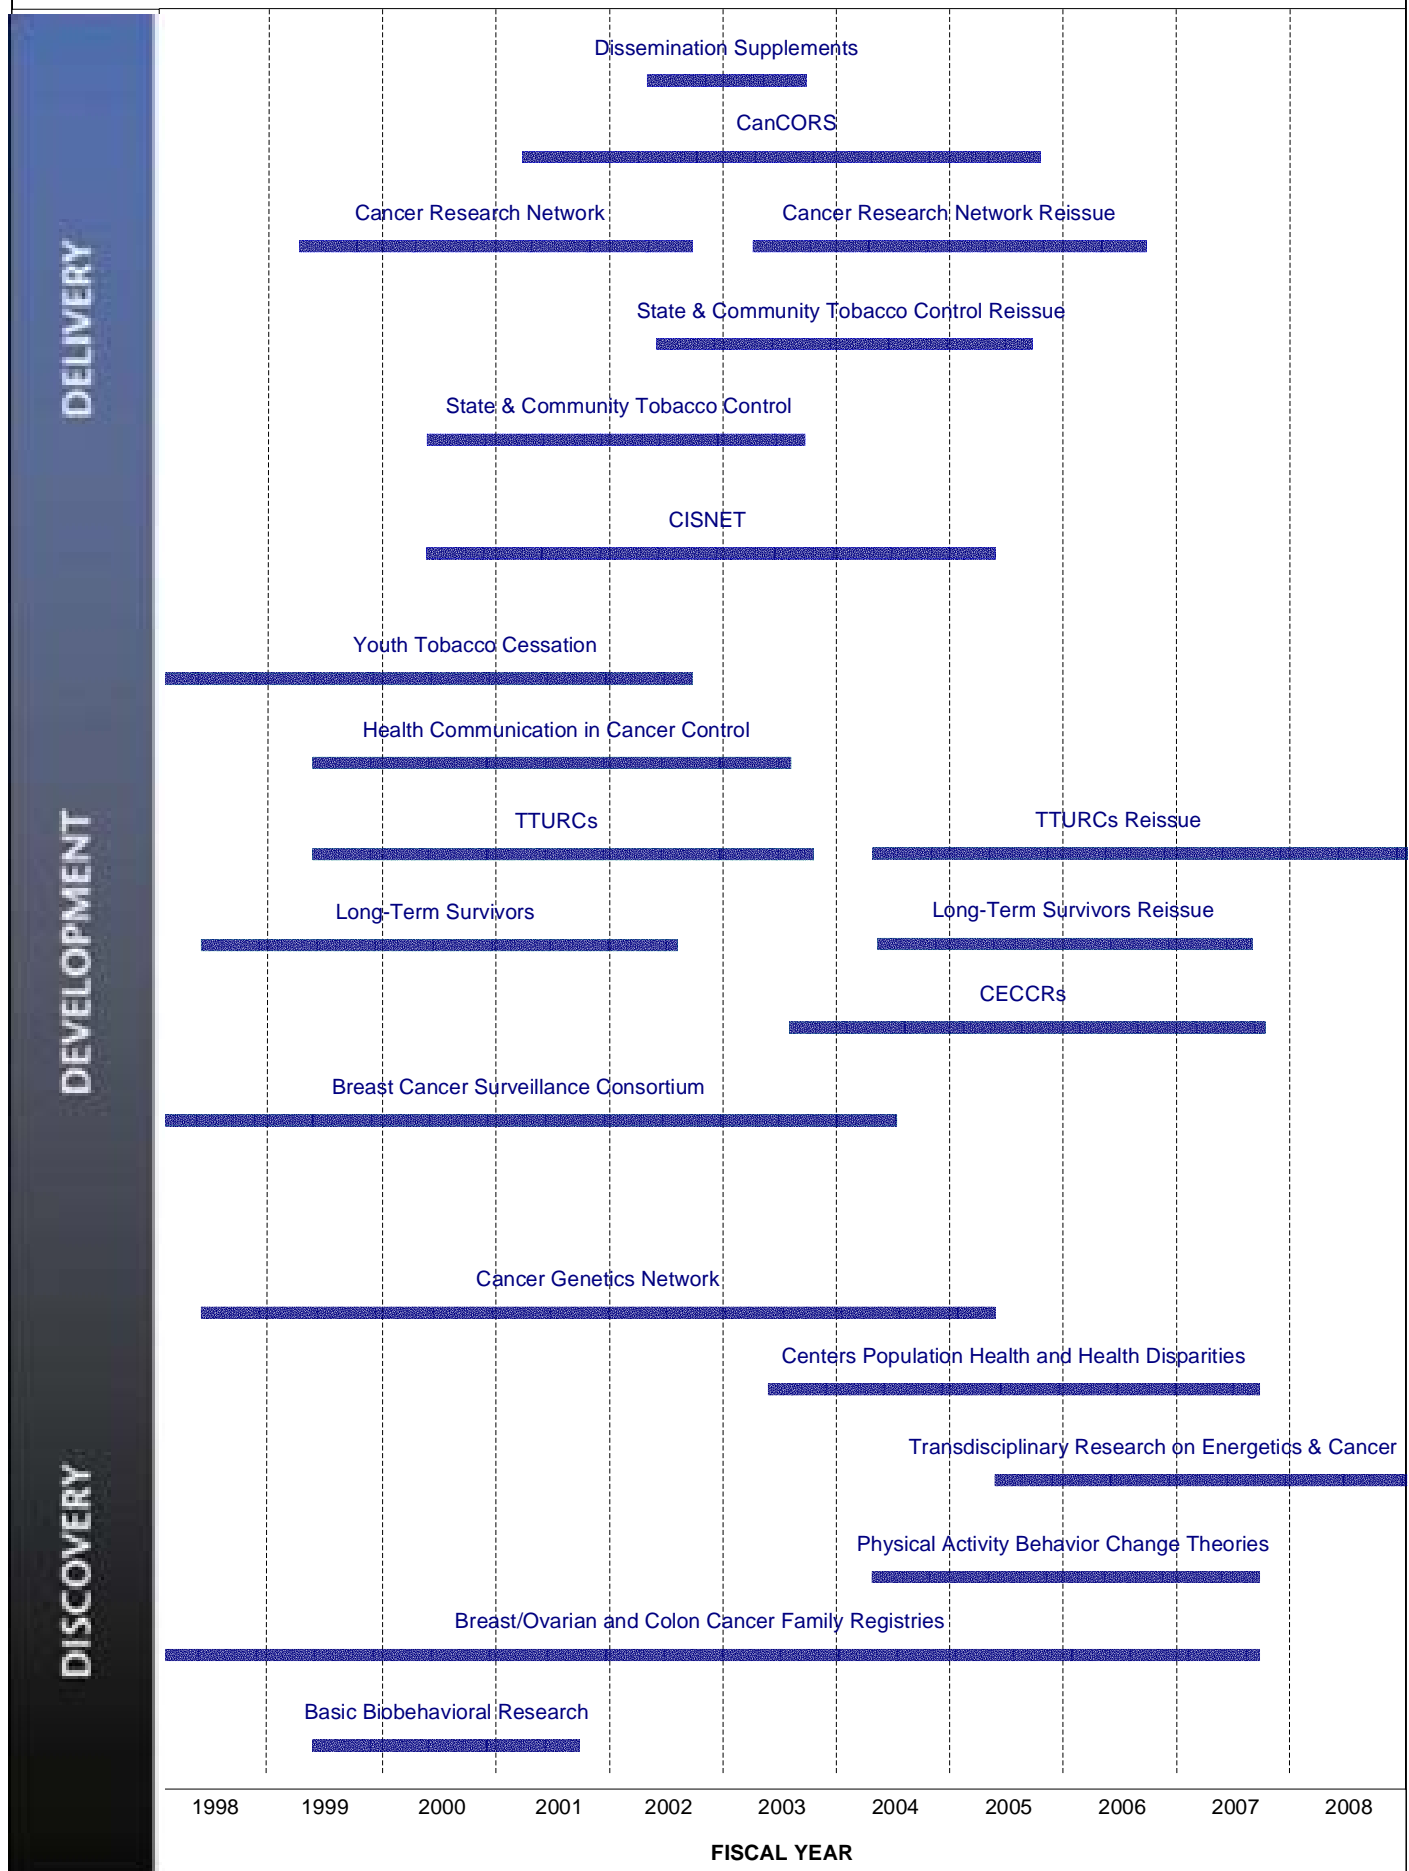 DELIVERY
Dissemination Supplements
CanCORS
Cancer Research Network
Cancer Research Network Reissue
State & Community Tobacco Control Reissue
State & Community Tobacco Control
CISNET
DEVELOPMENT
Youth Tobacco Cessation
Health Communication in Cancer Control
TTURCs
TTURCs Reissue
Long-Term Survivors
Long-Term Survivors Reissue
CECCRs
Breast Cancer Surveillance Consortium
DISCOVERY
Cancer Genetics Network
Centers Population Health and Health Disparities
Transdisciplinary Research on Energetics & Cancer
Physical Activity Behavior Change Theories
Breast/Ovarian and Colon Cancer Family Registries
Basic Biobehavioral Research
1998 1999 2000 2001 2002 2003 2004 2005 2006 2007 2008
FISCAL YEAR